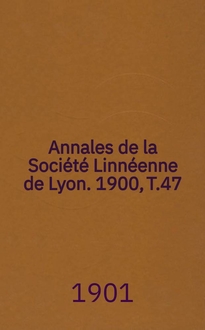 Annales de la
Société Linnéenne
de Lyon. 1900, T.47
1901